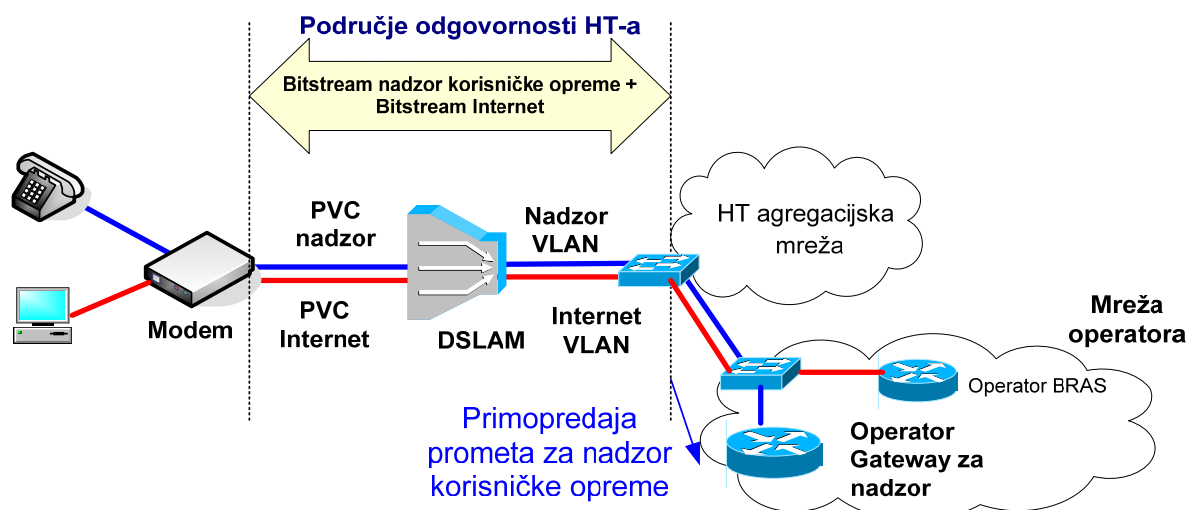 Područje odgovornosti HT-a
Bitstream nadzor korisničke opreme +
Bitstream Internet
PVC
nadzor
Nadzor
VLAN
HT agregacijska
mreža
Modem
PVC
Internet
DSLAM
Internet
VLAN
Mreža
operatora
Operator BRAS
Primopredaja
prometa za nadzor
korisničke opreme
Operator
Gateway za
nadzor